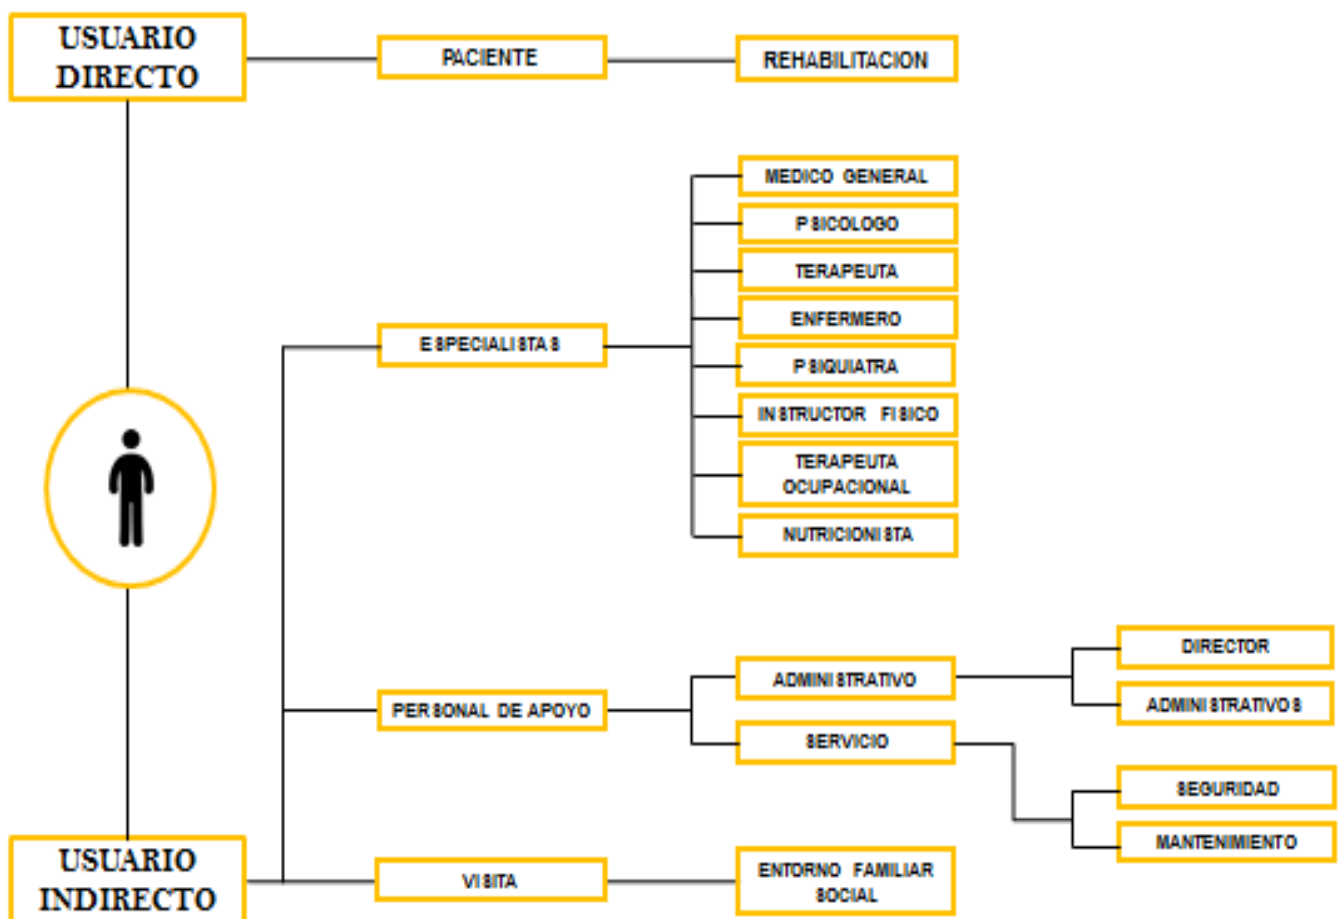 USUARIO
DIRECTO
PACIENTE
REHABILITACION
MEDICO GENERAL
PSICOLOGO
TERAPEUTA
ENFERMERO
ESPECIALISTAS
PSIQUIATRA
INSTRUCTOR FISICO
TERAPEUTA
OCUPACIONAL
NUTRICIONISTA
PERSONAL DE APOYO
ADMINISTRATIVO
DIRECTOR
ADMINISTRATIVOS
SERVICIO
SEGURIDAD
MANTENIMIENTO
USUARIO
INDIRECTO
VISITA
ENTORNO FAMILIAR
SOCIAL